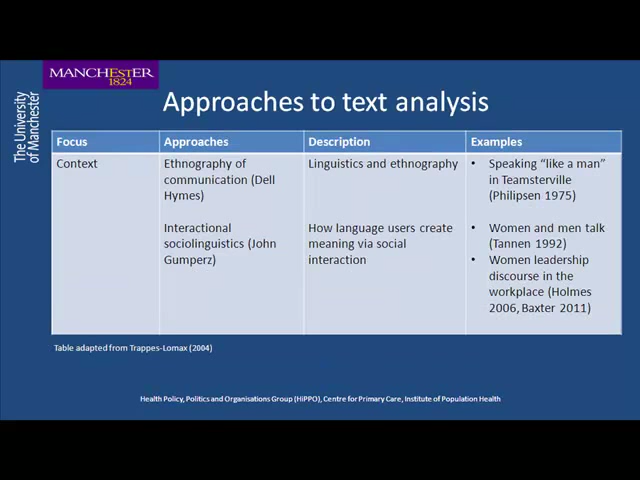 MANCHESTER
1824
The University
of Manchester
Approaches to text analysis
Focus
Approaches
Description
Examples
Context
Ethnography of
communication (Dell
Hymes)
Linguistics and ethnography
• Speaking “like a man”
in Teamsterville
(Philipsen 1975)
Interactional
sociolinguistics (John
Gumperz)
How language users create
meaning via social
interaction
• Women and men talk
(Tannen 1992)
• Women leadership
discourse in the
workplace (Holmes
2006, Baxter 2011)
Table adapted from Trappes-Lomax (2004)
Health Policy, Politics and Organisations Group (HiPPO), Centre for Primary Care, Institute of Population Health